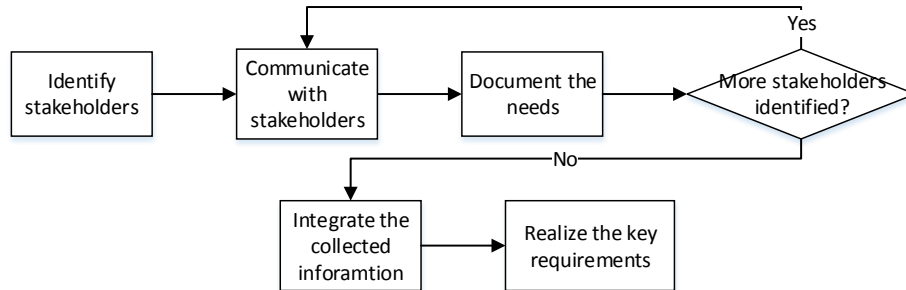 Yes
Identify
stakeholders
Communicate
with
stakeholders
Document the
needs
More stakeholders
identified?
No
Integrate the
collected
inforamtion
Realize the key
requirements